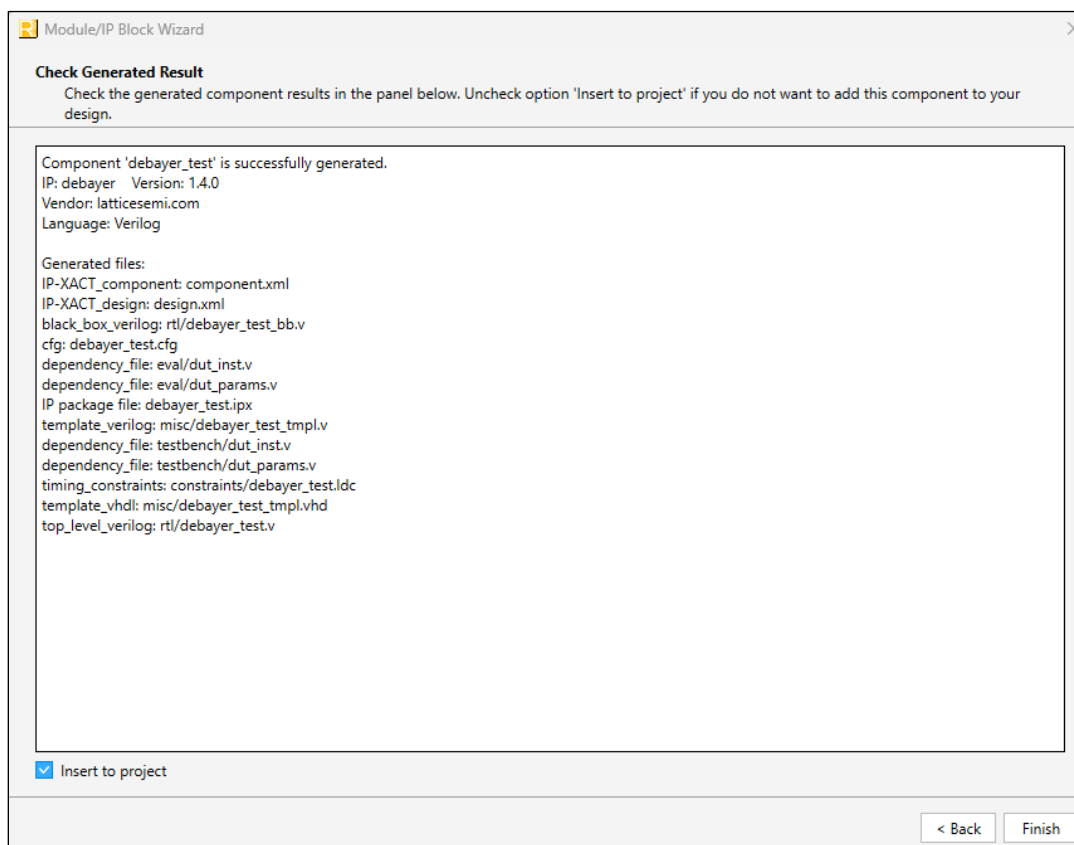 Module/IP Block Wizard
Check Generated Result
Check the generated component results in the panel below. Uncheck option 'Insert to project' if you do not want to add this component to your
design.
Component 'debayer_test' is successfully generated.
IP: debayer    Version: 1.4.0
Vendor: latticesemi.com
Language: Verilog
Generated files:
IP-XACT_component: component.xml
IP-XACT_design: design.xml
black_box_verilog: rtl/debayer_test_bb.v
cfg: debayer_test.cfg
dependency_file: eval/dut_inst.v
dependency_file: eval/dut_params.v
IP package file: debayer_test.ipx
template_verilog: misc/debayer_test_tmpl.v
dependency_file: testbench/dut_inst.v
dependency_file: testbench/dut_params.v
timing_constraints: constraints/debayer_test.ldc
template_vhdl: misc/debayer_test_tmpl.vhd
top_level_verilog: rtl/debayer_test.v
Insert to project
< Back    Finish